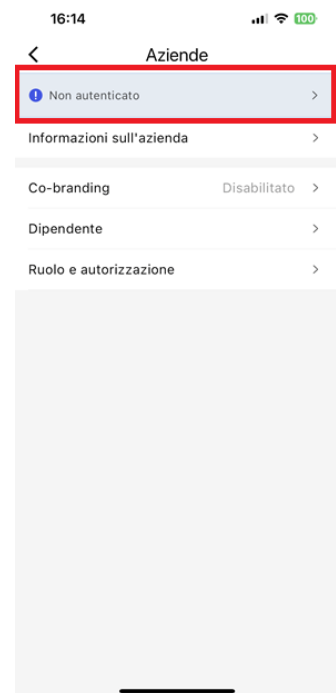 16:14
100
Aziende
Non autenticato
Informazioni sull'azienda
Co-branding Disabilitato
Dipendente
Ruolo e autorizzazione